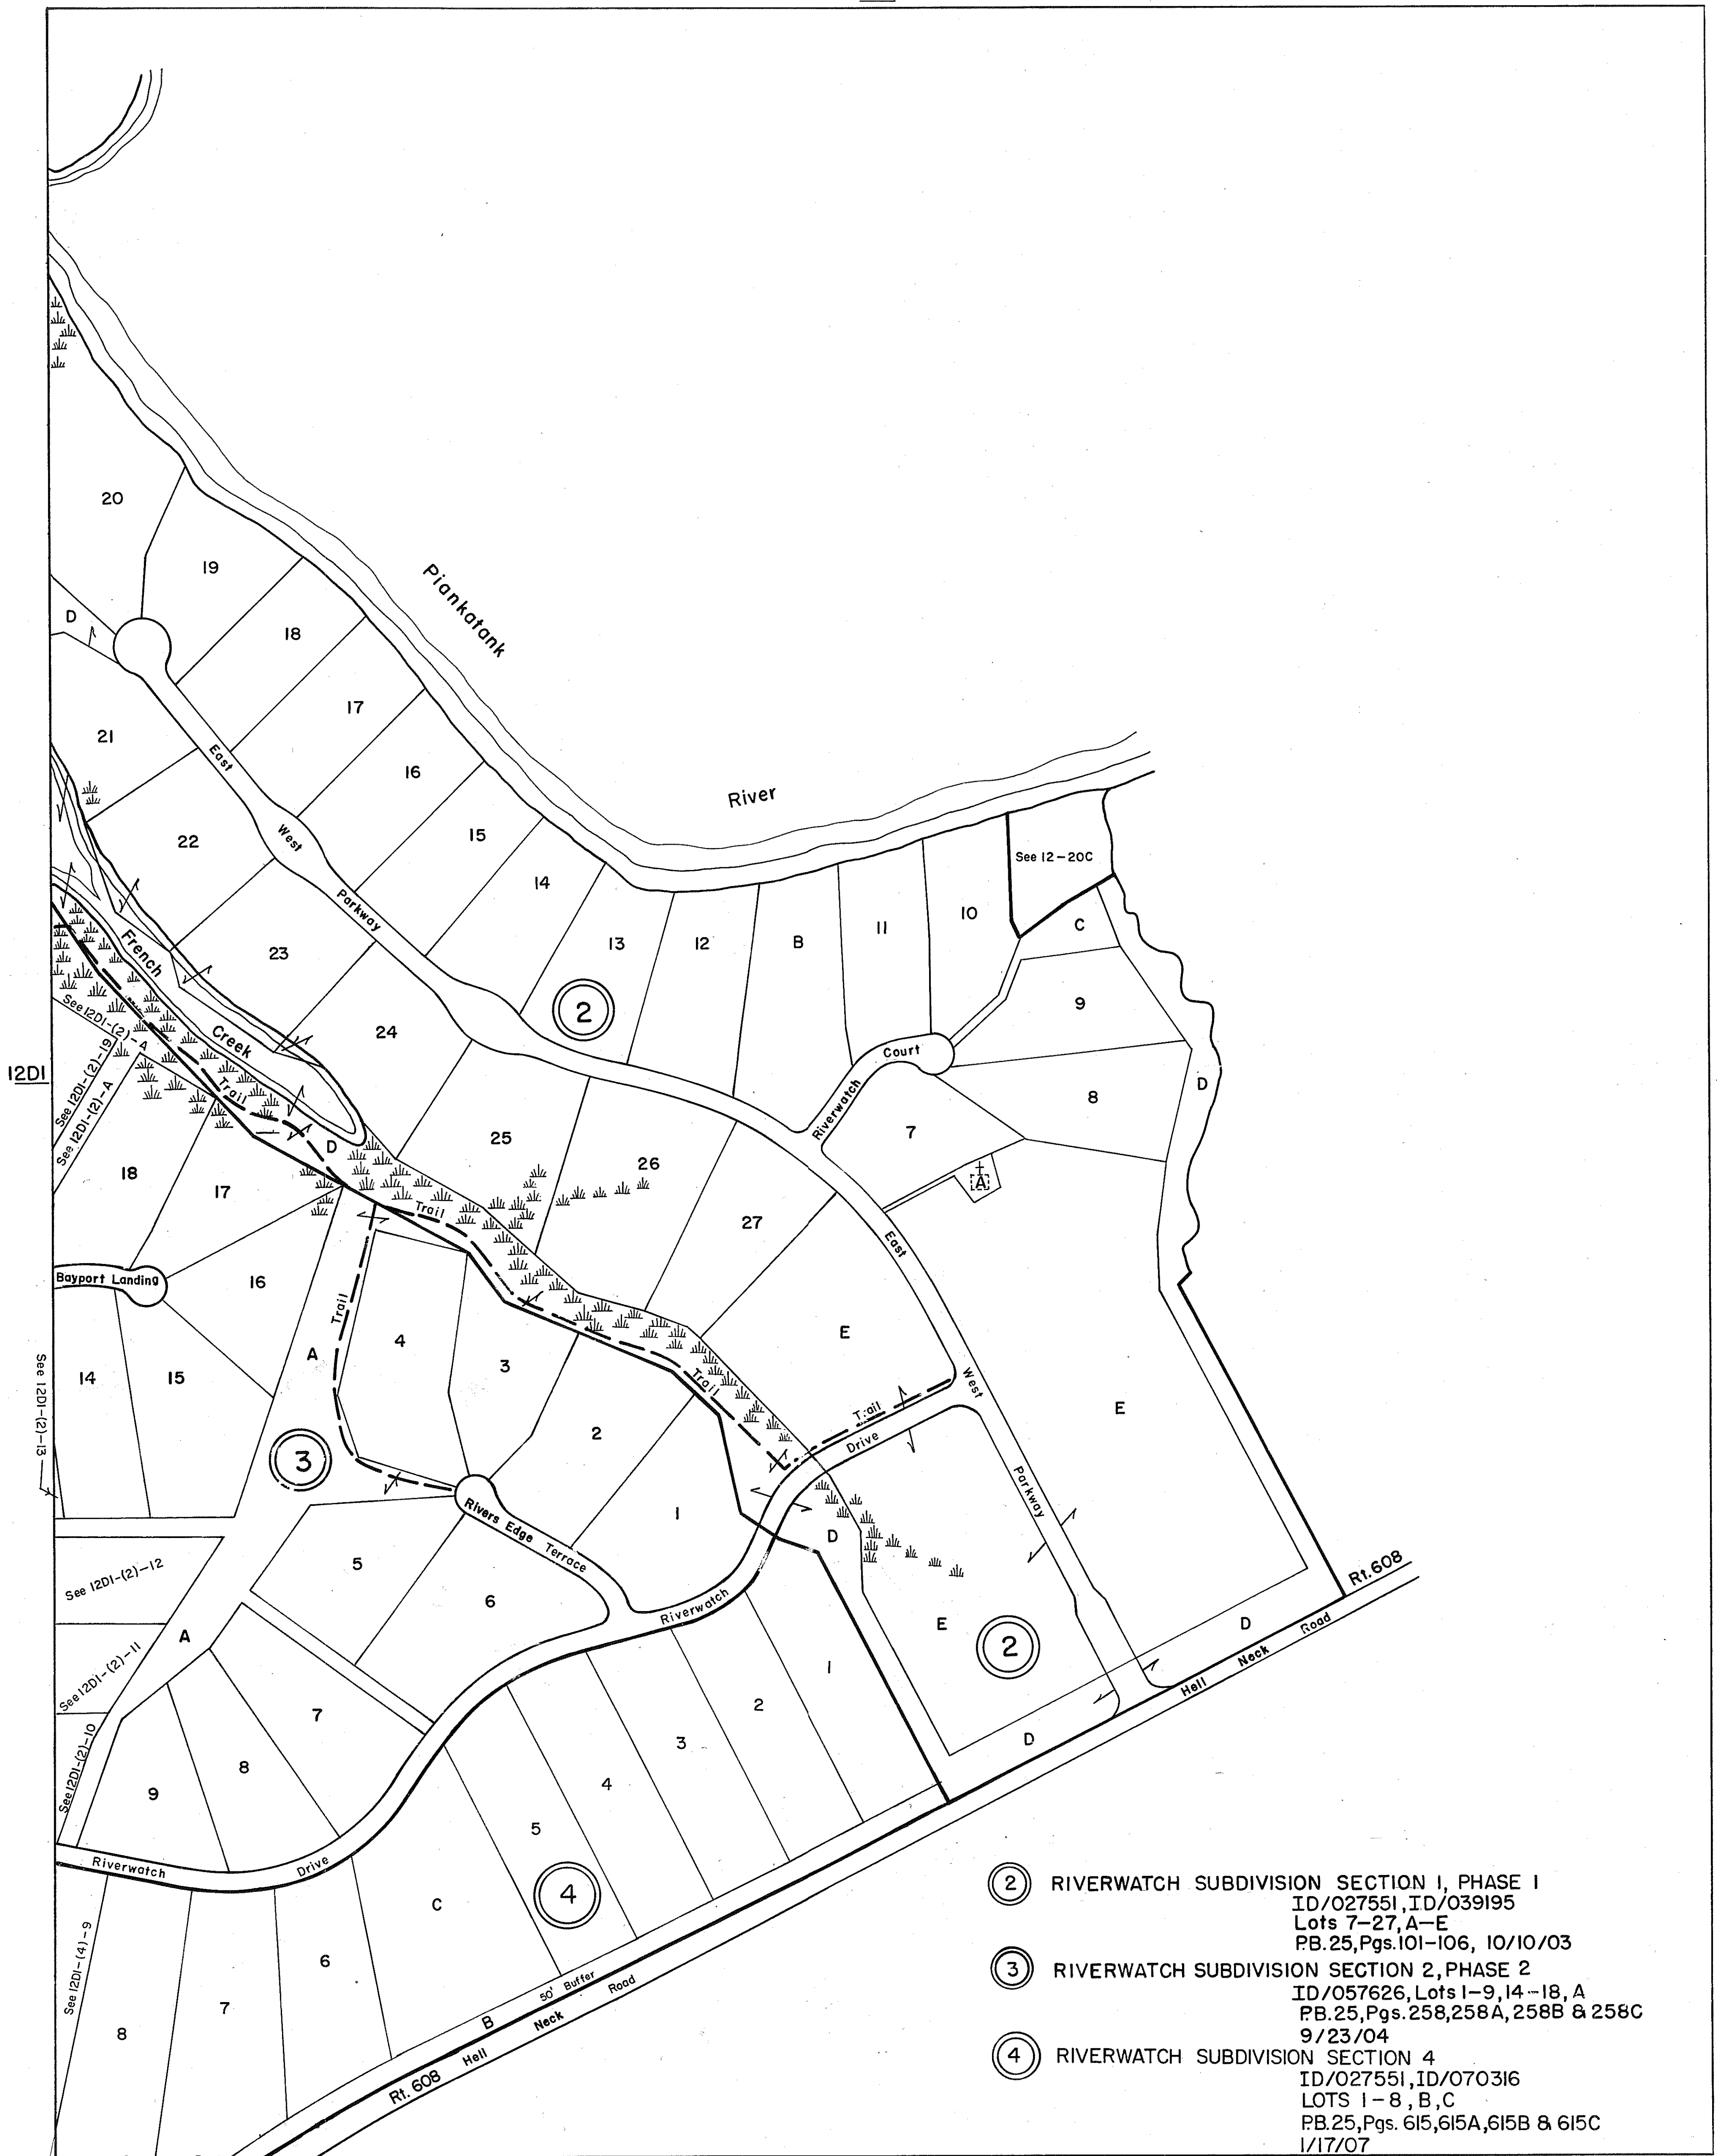 20
19
Piankatank
D
18
17
21
East
16
River
22
West
15
See 12-20C
14
Parkway
10
C
11
French
23
13
12
B
9
See 12D1-(2)-A
2
Creek
24
Court
12D1
See 12D1-(2)-19
See 12D1-(2)-A
Trail
D
8
Riverwatch
7
D
25
18
26
A
17
Trail
27
East
Bayport Landing
16
Trail
E
A
4
3
See 12D1-(2)-13
14
15
Trail
West
E
Trail
2
Drive
3
Parkway
Rivers Edge Terrace
1
D
5
See 12D1-(2)-12
Rt. 608
6
Riverwatch
A
E
2
D
Hell Neck Road
See 12D1-(2)-11
1
7
2
3
D
See 12D1-(2)-10
8
4
9
5
Riverwatch Drive
4
C
6
See 12D1-(4)-9
7
8
B
50' Buffer
Rt. 608 Hell Neck Road
2 RIVERWATCH SUBDIVISION SECTION 1, PHASE 1
ID/027551, ID/039195
Lots 7-27, A-E
P.B.25, Pgs.101-106, 10/10/03
3 RIVERWATCH SUBDIVISION SECTION 2, PHASE 2
ID/057626, Lots 1-9, 14-18, A
P.B.25, Pgs. 258, 258A, 258B & 258C
9/23/04
4 RIVERWATCH SUBDIVISION SECTION 4
ID/027551, ID/070316
LOTS 1-8, B, C
P.B.25, Pgs. 615, 615A, 615B & 615C
1/17/07